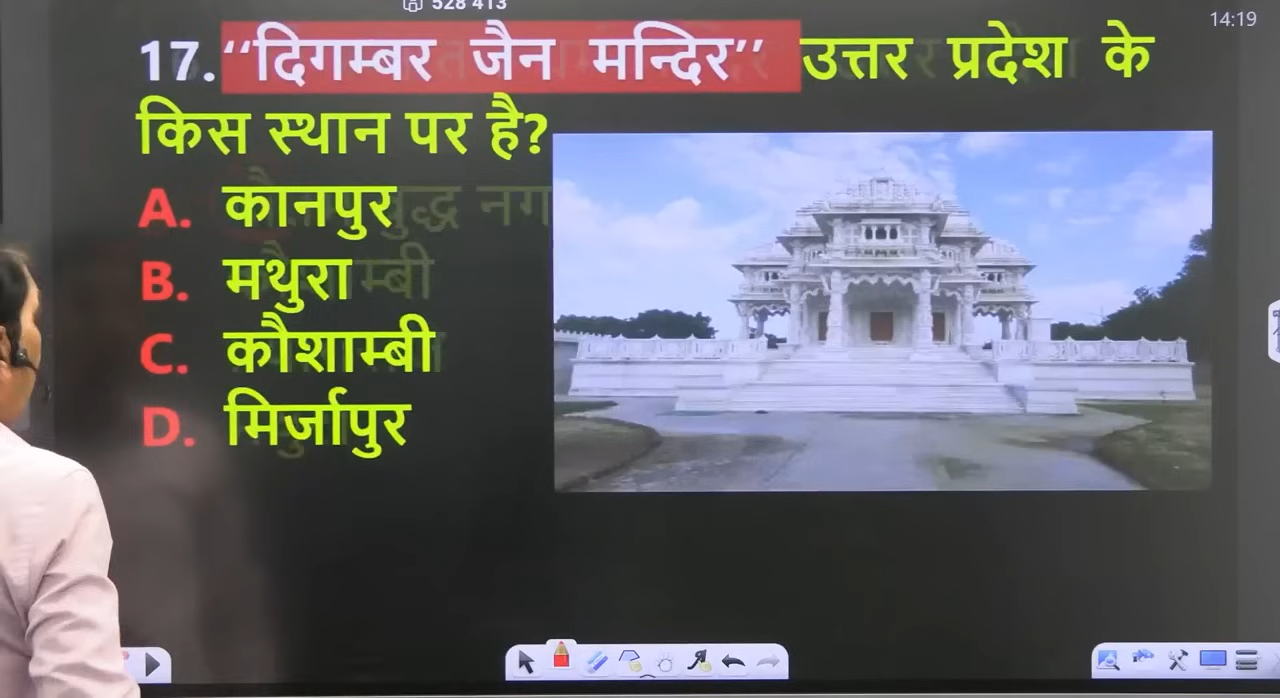 528 413
14:19
17. ‘‘दिगम्बर जैन मन्दिर’’ उत्तर प्रदेश के
किस स्थान पर है?
A. कानपुर
B. मथुरा
C. कौशाम्बी
D. मिर्जापुर